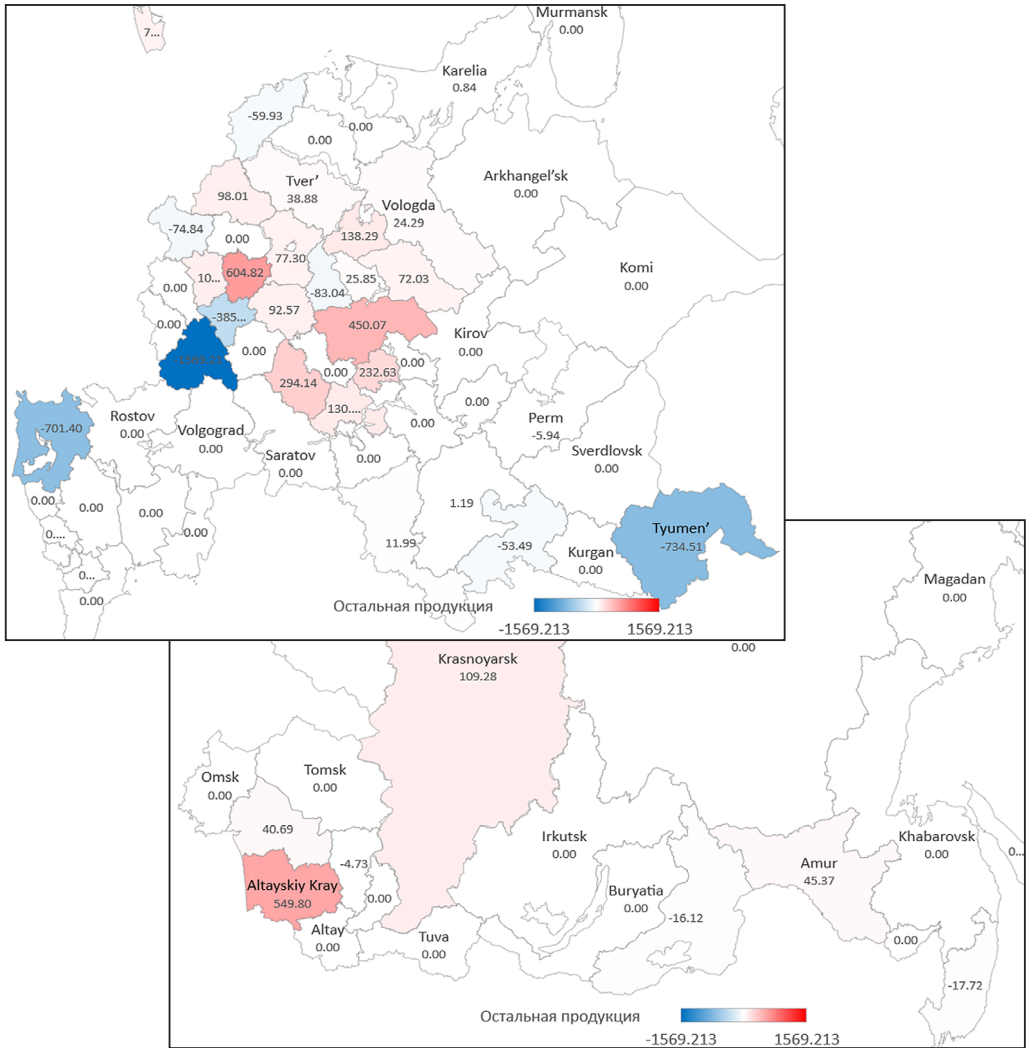 Murmansk
0.00
7...
Karelia
0.84
-59.93
0.00
0.00
Arkhangel'sk
0.00
Tver'
38.88
98.01
Vologda
24.29
-74.84
0.00
138.29
77.30
604.82
10...
25.85
72.03
Komi
0.00
0.00
-83.04
-385...
92.57
450.07
0.00
Kirov
0.00
0.00
0.00
0.00
232.63
294.14
130....
0.00
0.00
Rostov
0.00
-701.40
Volgograd
0.00
Perm
-5.94
Saratov
0.00
0.00
Sverdlovsk
0.00
0.00
0.00
0.00
1.19
0....
0.00
11.99
-53.49
Kurgan
0.00
Tyumen'
-734.51
0...
0.00
Остальная продукция
-1569.213
1569.213
Magadan
0.00
0.00
Krasnoyarsk
109.28
Omsk
0.00
Tomsk
0.00
40.69
Irkutsk
0.00
Khabarovsk
0.00
0...
-4.73
Amur
45.37
Altayskiy Kray
549.80
0.00
Buryatia
0.00
-16.12
Altay
0.00
Tuva
0.00
0.00
-17.72
Остальная продукция
-1569.213
1569.213